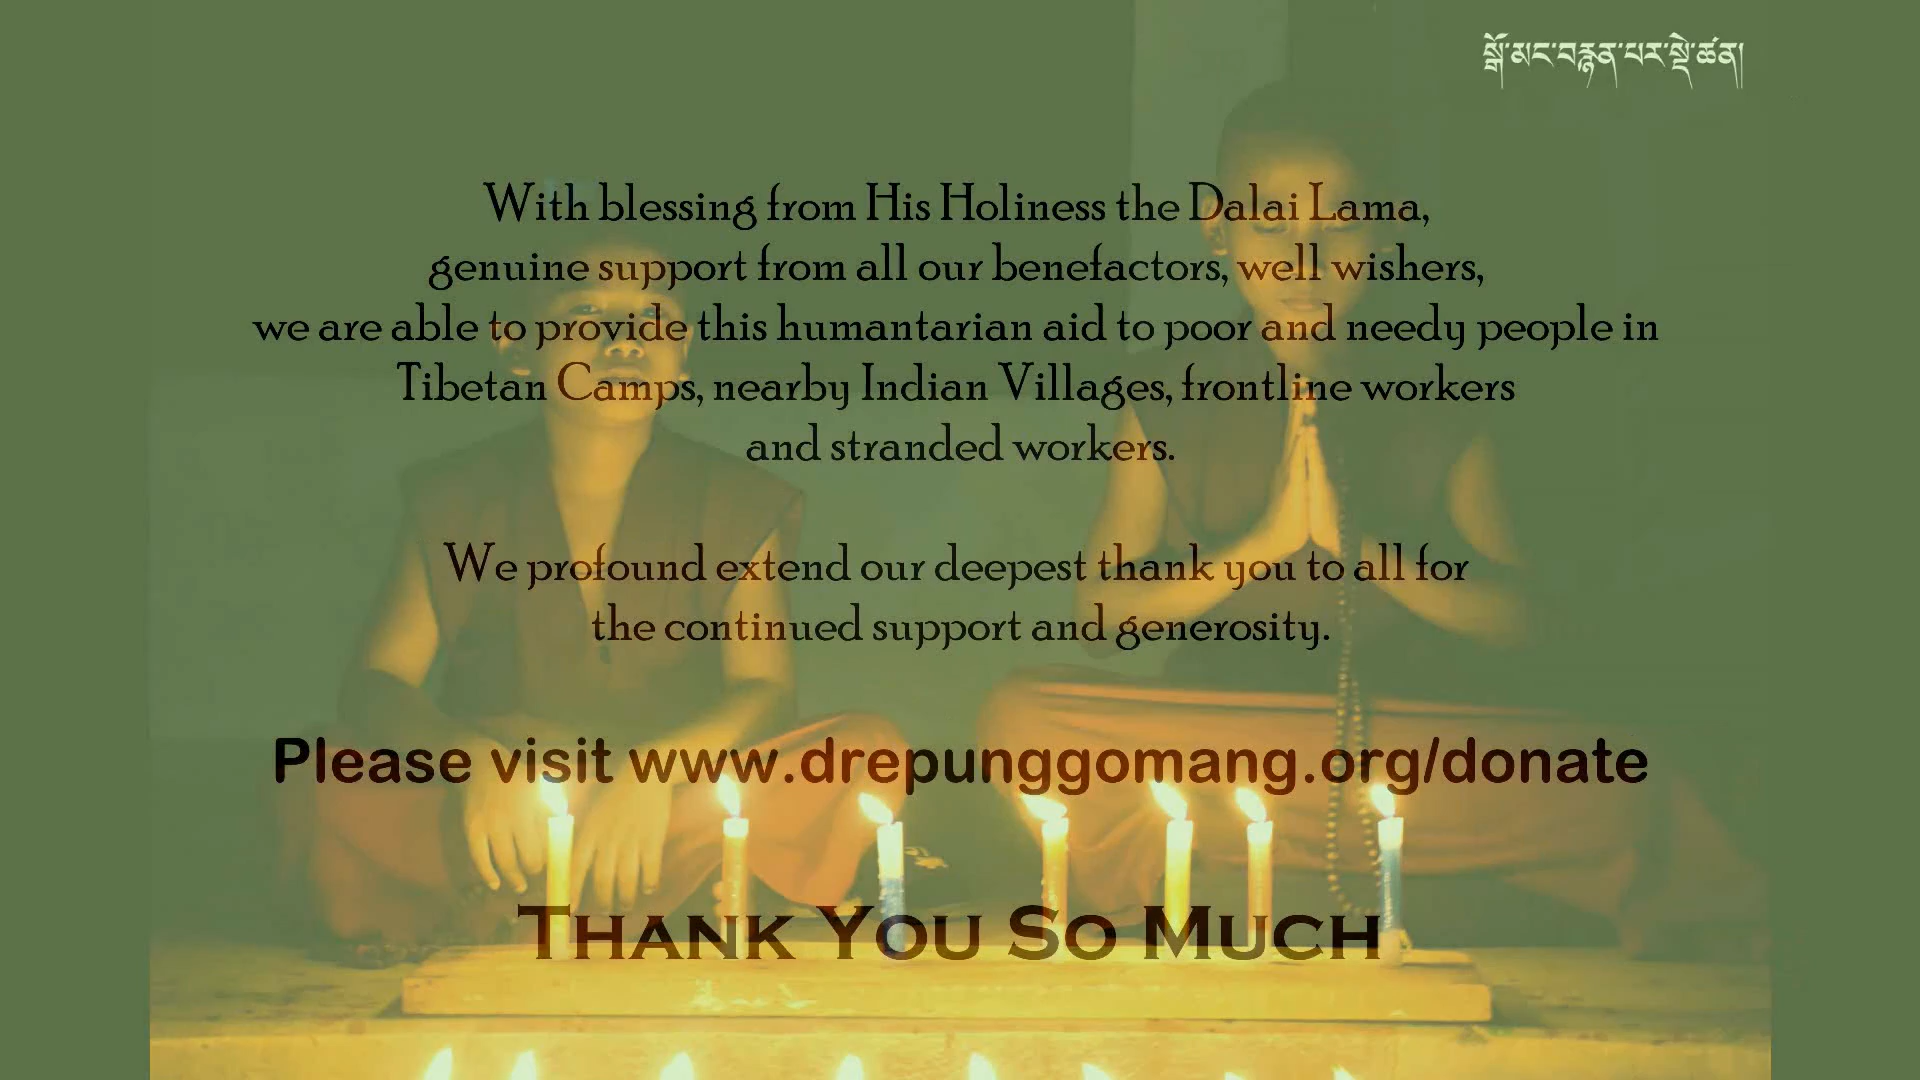 སྒོ་མང་བརྙན་པར་སྡེ་ཚན།
With blessing from His Holiness the Dalai Lama,
genuine support from all our benefactors, well wishers,
we are able to provide this humantarian aid to poor and needy people in
Tibetan Camps, nearby Indian Villages, frontline workers
and stranded workers.
We profound extend our deepest thank you to all for
the continued support and generosity.
Please visit www.drepunggomang.org/donate
Thank You So Much